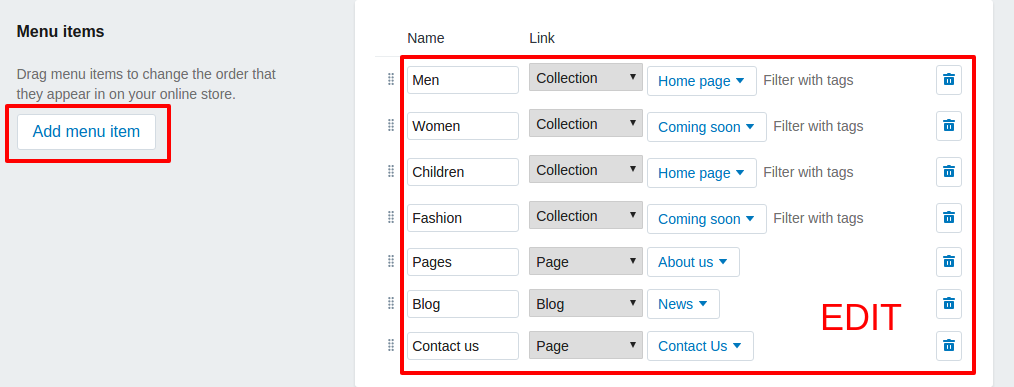 Menu items
Drag menu items to change the order that
they appear in on your online store.
Add menu item
Name Link
Men Collection Home page Filter with tags
Women Collection Coming soon Filter with tags
Children Collection Home page Filter with tags
Fashion Collection Coming soon Filter with tags
Pages Page About us
Blog Blog News
Contact us Page Contact Us
EDIT